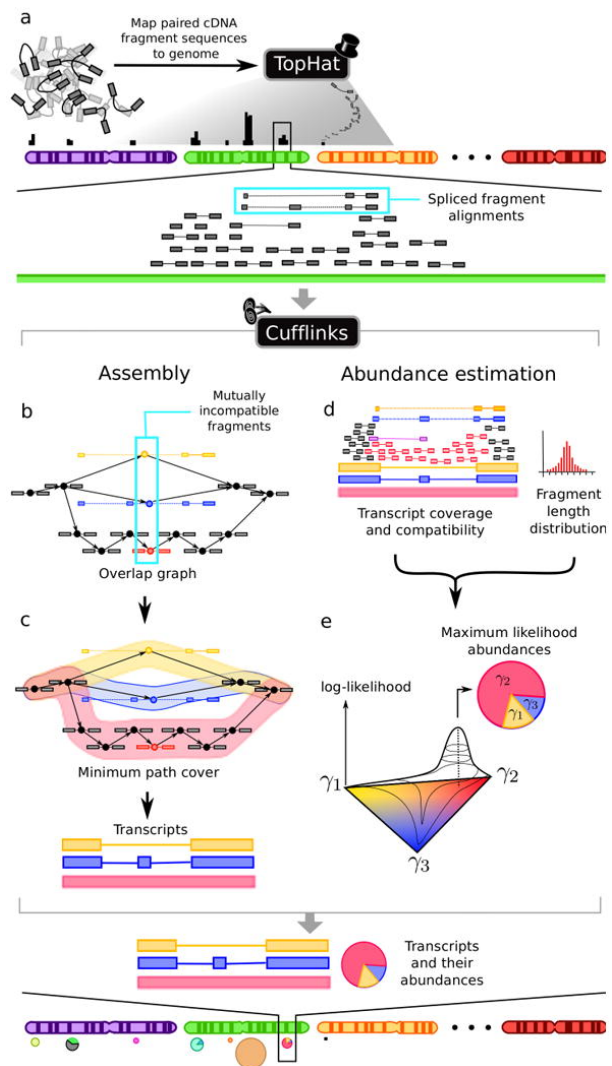 a
Map paired cDNA
fragment sequences
to genome
TopHat
Spliced fragment
alignments
Cufflinks
Assembly
Abundance estimation
b
Mutually
incompatible
fragments
Overlap graph
d
Transcript coverage
and compatibility
Fragment
length
distribution
c
Minimum path cover
Transcripts
e
Maximum likelihood
abundances
γ2
γ3
γ1
log-likelihood
γ1
γ2
γ3
Transcripts
and their
abundances